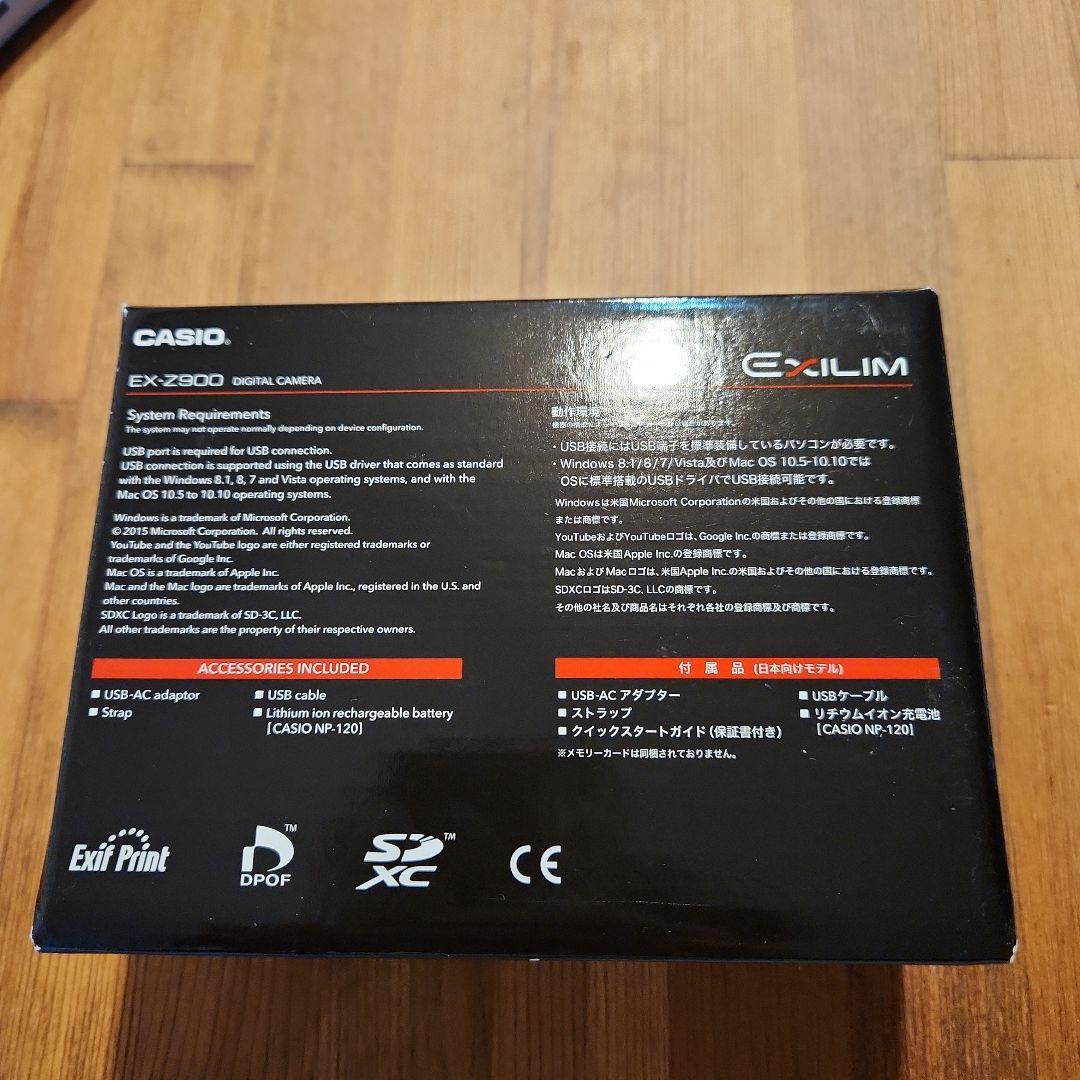 CASIO®
EXILIM
EX-Z900 DIGITAL CAMERA
System Requirements
The system may not operate normally depending on device configuration.
USB port is required for USB connection.
USB connection is supported using the USB driver that comes as standard
with the Windows 8.1, 8, 7 and Vista operating systems, and with the
Mac OS 10.5 to 10.10 operating systems.
Windows is a trademark of Microsoft Corporation.
© 2015 Microsoft Corporation. All rights reserved.
YouTube and the YouTube logo are either registered trademarks or
trademarks of Google Inc.
Mac OS is a trademark of Apple Inc.
Mac and the Mac logo are trademarks of Apple Inc., registered in the U.S. and
other countries.
SDXC Logo is a trademark of SD-3C, LLC.
All other trademarks are the property of their respective owners.
動作環境
機器の構成によ
・USB接続にはUSB端子を標準装備しているパソコンが必要です。
・Windows 8.1/8/7/Vista及びMac OS 10.5-10.10では
OSに標準搭載のUSBドライバでUSB接続可能です。
Windowsは米国Microsoft Corporationの米国およびその他の国における登録商標
または商標です。
YouTubeおよびYouTubeロゴは、Google Inc.の商標または登録商標です。
Mac OSは米国Apple Inc.の登録商標です。
MacおよびMacロゴは、米国Apple Inc.の米国およびその他の国における登録商標です。
SDXCロゴはSD-3C, LLCの商標です。
その他の社名及び商品名はそれぞれ各社の登録商標及び商標です。
ACCESSORIES INCLUDED
■ USB-AC adaptor
■ USB cable
■ Strap
■ Lithium ion rechargeable battery
[CASIO NP-120]
付属品 (日本向けモデル)
■ USB-AC アダプター
■ USBケーブル
■ ストラップ
■ リチウムイオン充電池
■ クイックスタートガイド(保証書付き)
[CASIO NP-120]
※メモリーカードは同梱されておりません。
Exif Print
DPOF™
SDXC™
CE